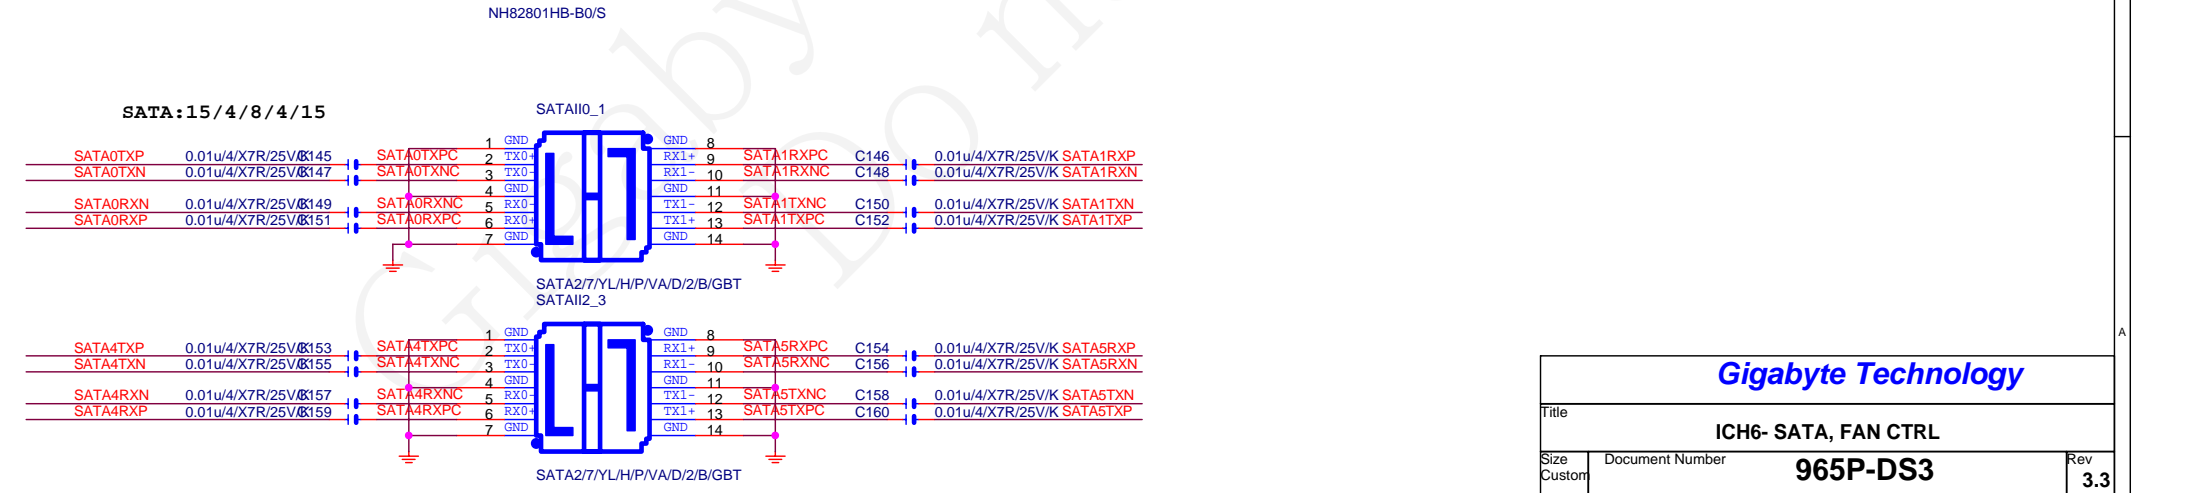 NH82801HB-B0/S
SATA:15/4/8/4/15
SATAII0_1
1 GND GND 8
SATA0TXP 0.01u/4/X7R/25V/K C145 SATA0TXPC 2 TX0+ RX1+ 9 SATA1RXPC C146 0.01u/4/X7R/25V/K SATA1RXP
SATA0TXN 0.01u/4/X7R/25V/K C147 SATA0TXNC 3 TX0- RX1- 10 SATA1RXNC C148 0.01u/4/X7R/25V/K SATA1RXN
4 GND GND 11
SATA0RXN 0.01u/4/X7R/25V/K C149 SATA0RXNC 5 RX0- TX1- 12 SATA1TXNC C150 0.01u/4/X7R/25V/K SATA1TXN
SATA0RXP 0.01u/4/X7R/25V/K C151 SATA0RXPC 6 RX0+ TX1+ 13 SATA1TXPC C152 0.01u/4/X7R/25V/K SATA1TXP
7 GND GND 14
SATA2/7/YL/H/P/VA/D/2/B/GBT
SATAII2_3
1 GND GND 8
SATA4TXP 0.01u/4/X7R/25V/K C153 SATA4TXPC 2 TX0+ RX1+ 9 SATA5RXPC C154 0.01u/4/X7R/25V/K SATA5RXP
SATA4TXN 0.01u/4/X7R/25V/K C155 SATA4TXNC 3 TX0- RX1- 10 SATA5RXNC C156 0.01u/4/X7R/25V/K SATA5RXN
4 GND GND 11
SATA4RXN 0.01u/4/X7R/25V/K C157 SATA4RXNC 5 RX0- TX1- 12 SATA5TXNC C158 0.01u/4/X7R/25V/K SATA5TXN
SATA4RXP 0.01u/4/X7R/25V/K C159 SATA4RXPC 6 RX0+ TX1+ 13 SATA5TXPC C160 0.01u/4/X7R/25V/K SATA5TXP
7 GND GND 14
SATA2/7/YL/H/P/VA/D/2/B/GBT
A
Gigabyte Technology
Title
ICH6- SATA, FAN CTRL
Size Document Number Rev
Custom 965P-DS3 3.3
Gigaby
Do n